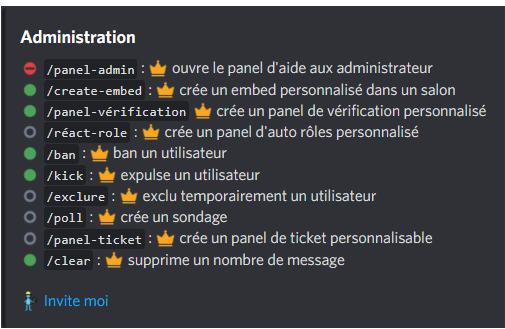 Administration
/panel-admin : 👑 ouvre le panel d'aide aux administrateur
/create-embed : 👑 crée un embed personnalisé dans un salon
/panel-vérification 👑 crée un panel de vérification personnalisé
/réact-role : 👑 crée un panel d'auto rôles personnalisé
/ban : 👑 ban un utilisateur
/kick : 👑 expulse un utilisateur
/exclure : 👑 exclu temporairement un utilisateur
/poll : 👑 crée un sondage
/panel-ticket : 👑 crée un panel de ticket personnalisable
/clear : 👑 supprime un nombre de message
Invite moi